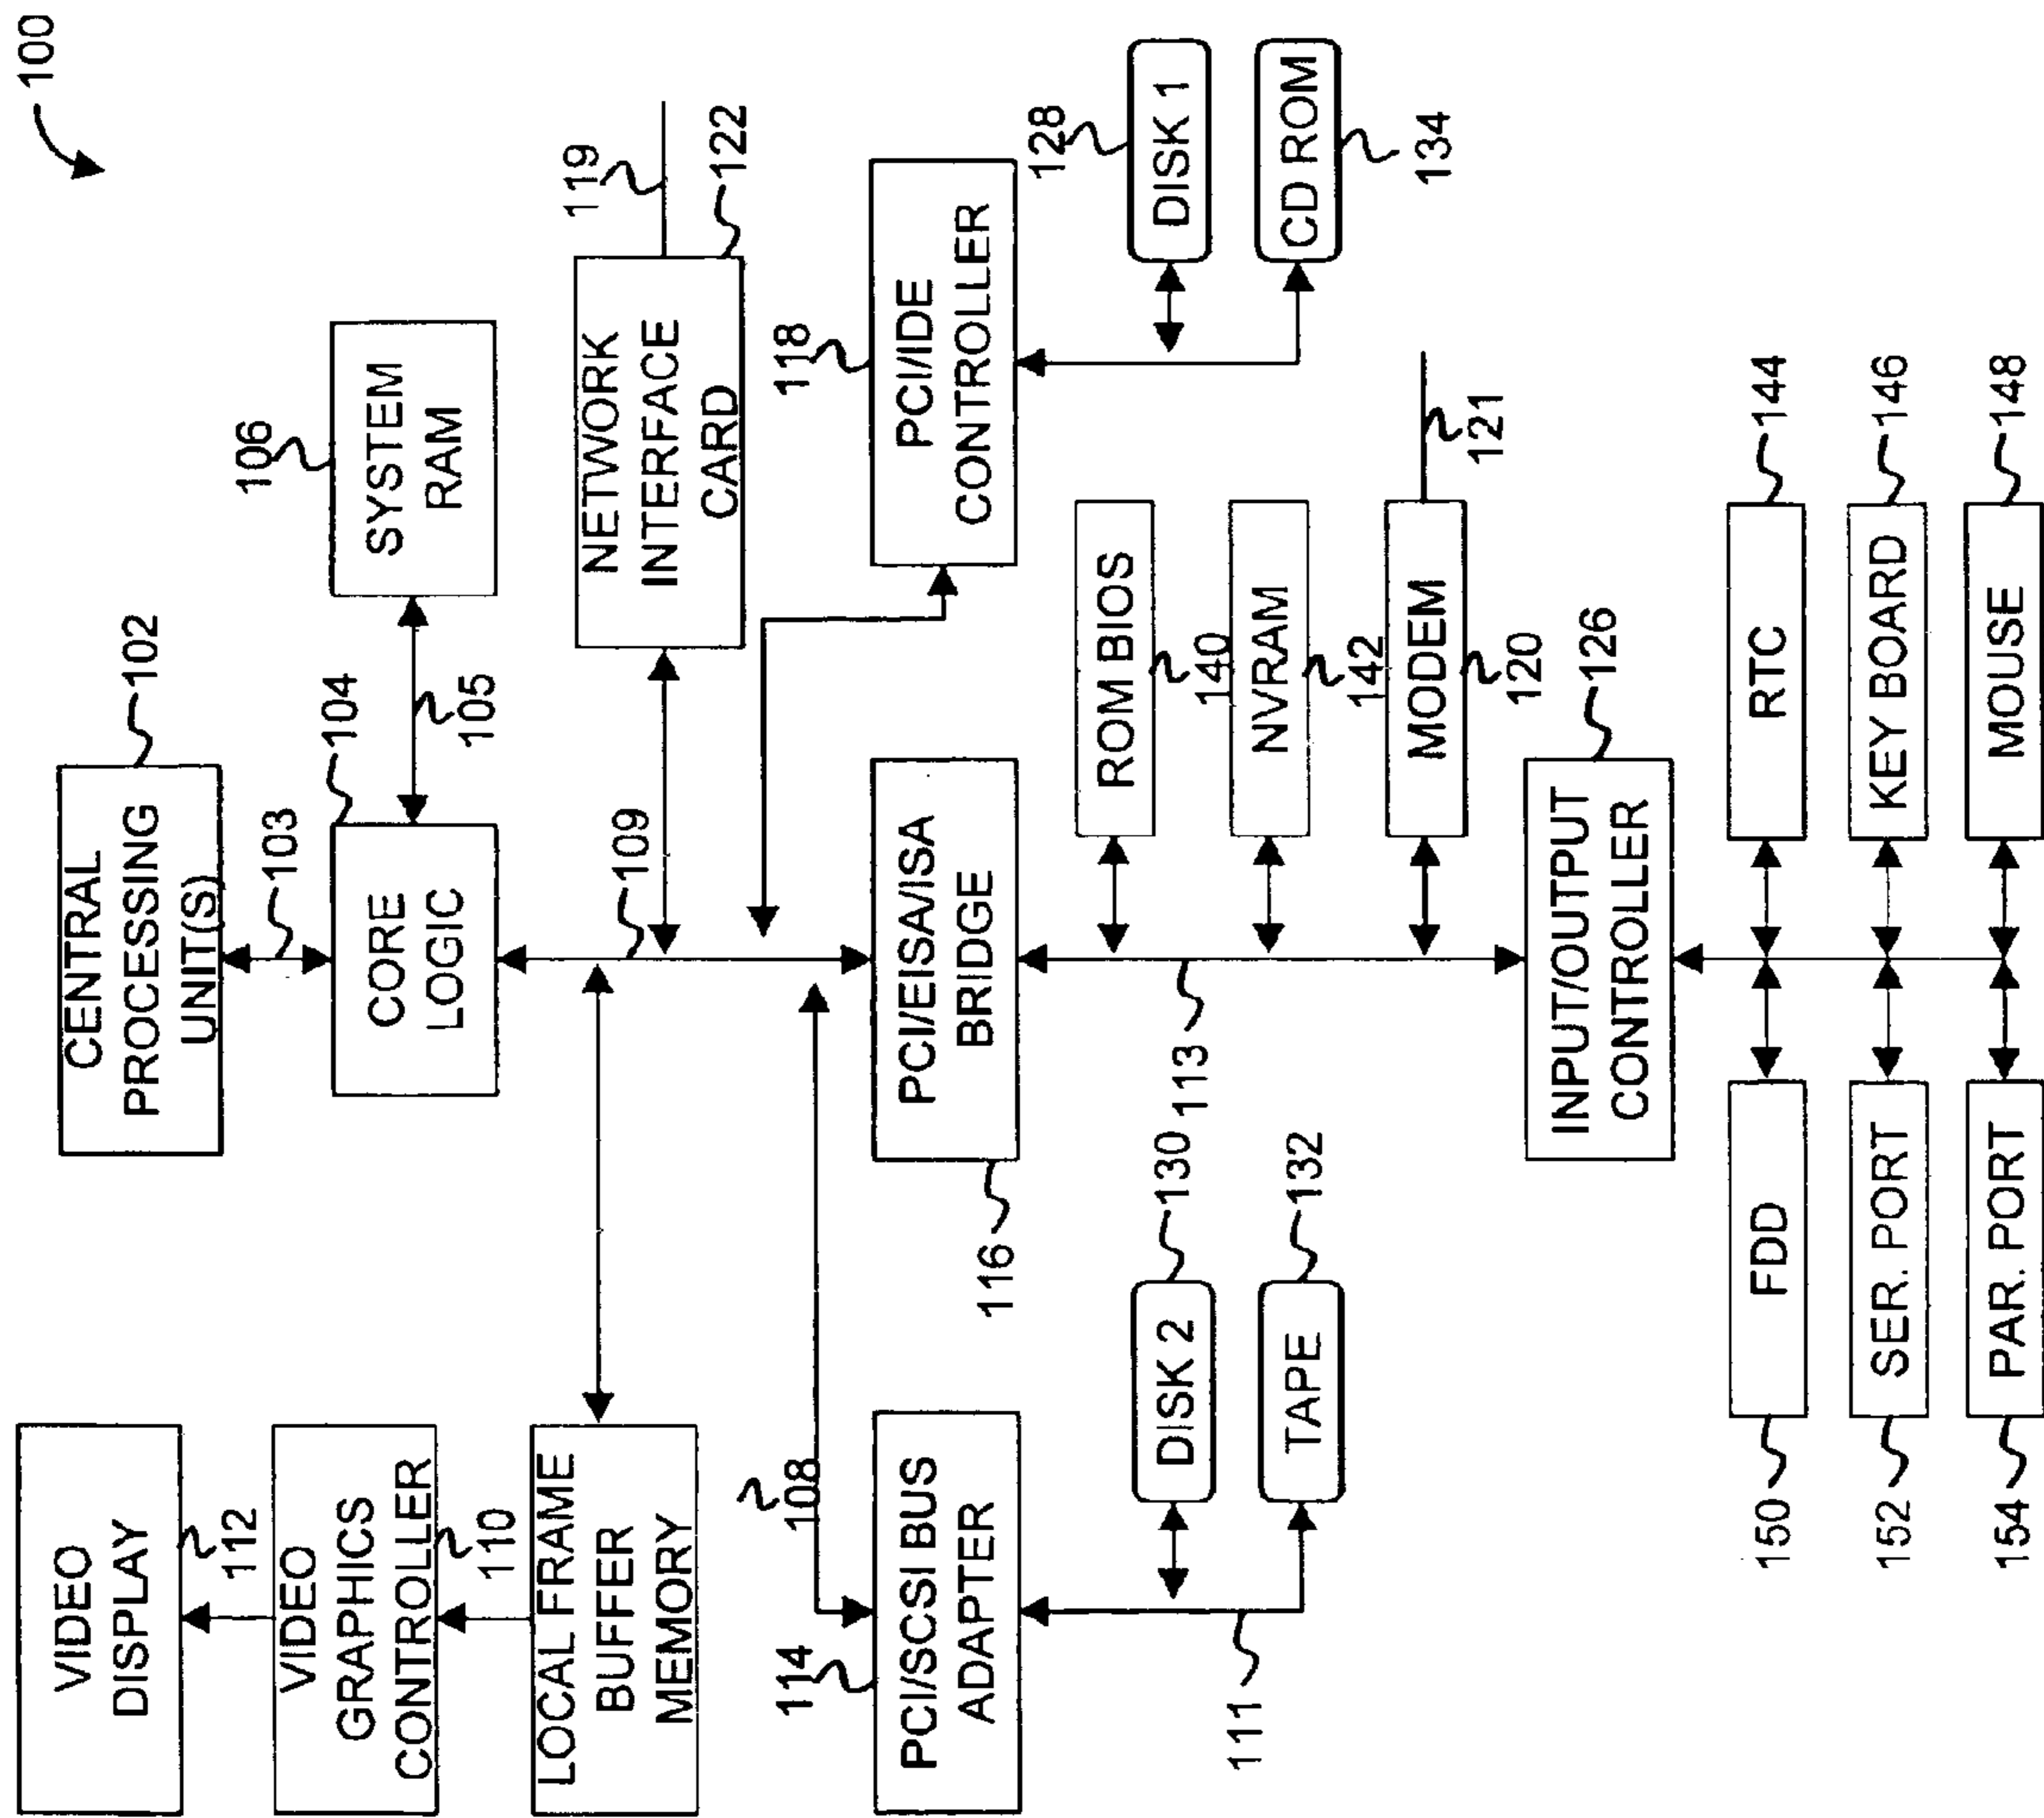 100
VIDEO
DISPLAY
112
VIDEO
GRAPHICS
CONTROLLER
110
LOCAL FRAME
BUFFER
MEMORY
108
CENTRAL
PROCESSING
UNIT(S)
102
103
CORE
LOGIC
104
105
SYSTEM
RAM
106
109
NETWORK
INTERFACE
CARD
119
122
114
PCI/SCSI BUS
ADAPTER
PCI/EISA/ISA
BRIDGE
116
118
PCI/IDE
CONTROLLER
111
DISK 2
130
TAPE
132
113
ROM BIOS
140
NVRAM
142
MODEM
120
121
128
DISK 1
CD ROM
134
INPUT/OUTPUT
CONTROLLER
126
150
FDD
RTC
144
152
SER. PORT
KEY BOARD
146
154
PAR. PORT
MOUSE
148